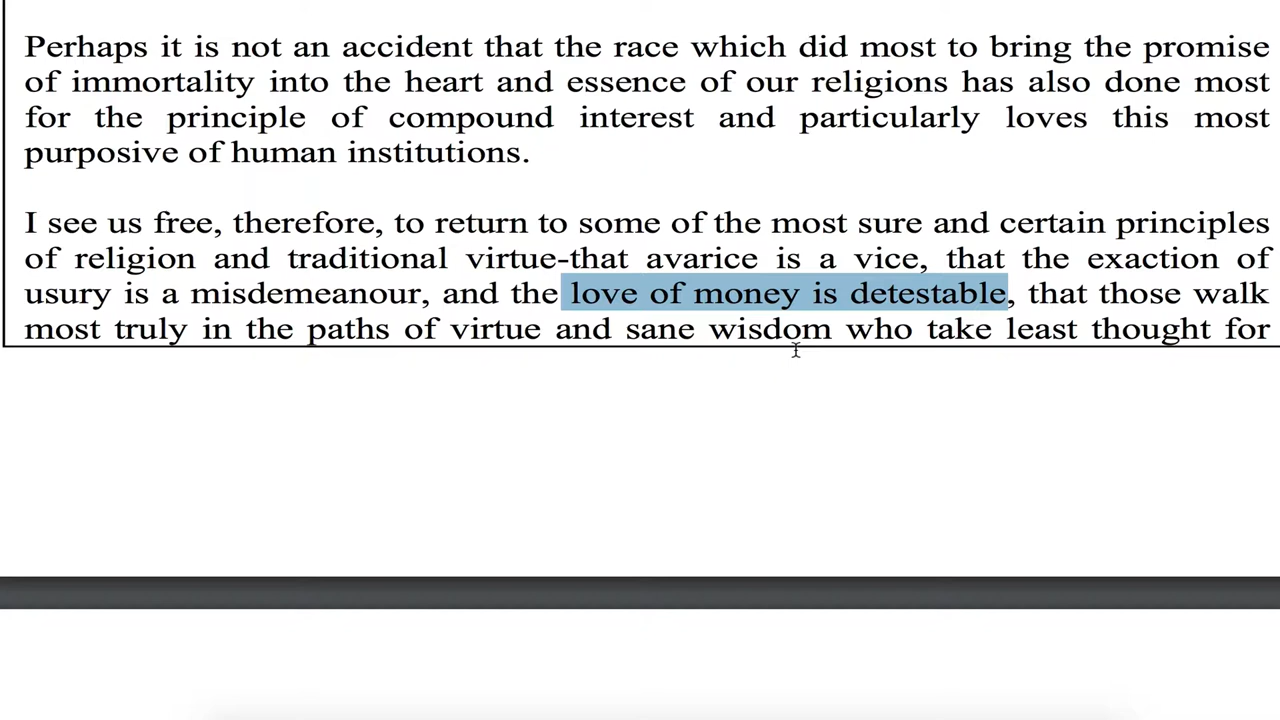 Perhaps it is not an accident that the race which did most to bring the promise
of immortality into the heart and essence of our religions has also done most
for the principle of compound interest and particularly loves this most
purposive of human institutions.
I see us free, therefore, to return to some of the most sure and certain principles
of religion and traditional virtue-that avarice is a vice, that the exaction of
usury is a misdemeanour, and the love of money is detestable, that those walk
most truly in the paths of virtue and sane wisdom who take least thought for